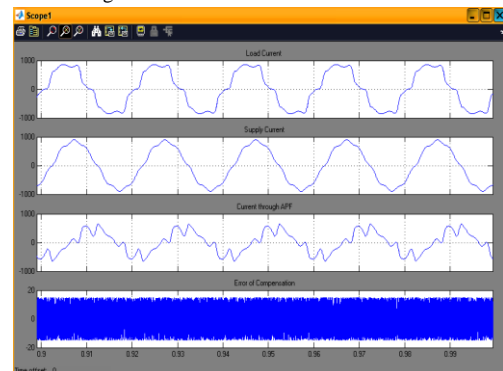 Scope1
Load Current
1000
0
-1000
Supply Current
1000
0
-1000
Current through APF
1000
0
-1000
Error of Compensation
20
0
-20
0.9 0.91 0.92 0.93 0.94 0.95 0.96 0.97 0.98 0.99
Time offset: 0